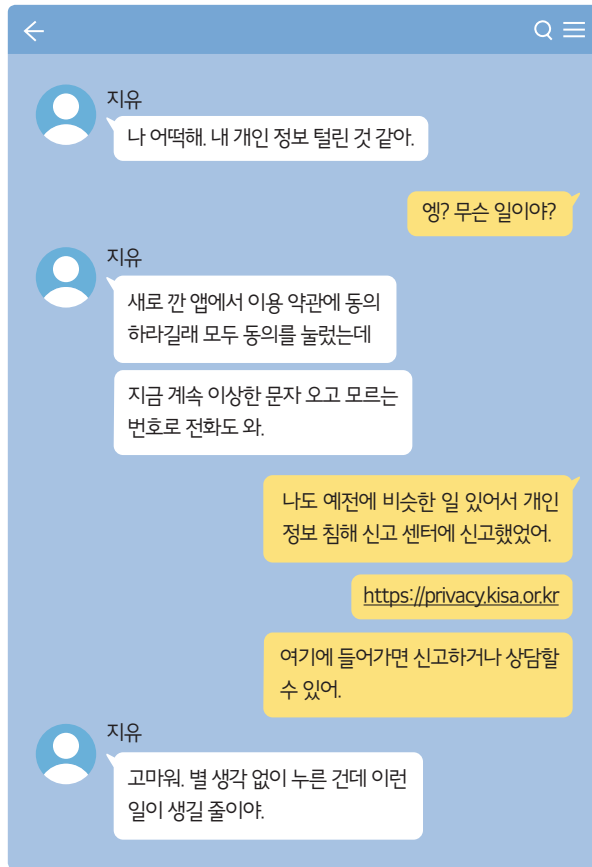 지유
나 어떡해. 내 개인 정보 털린 것 같아.
엥? 무슨 일이야?
지유
새로 깐 앱에서 이용 약관에 동의
하라길래 모두 동의를 눌렀는데
지금 계속 이상한 문자 오고 모르는
번호로 전화도 와.
나도 예전에 비슷한 일 있어서 개인
정보 침해 신고 센터에 신고했었어.
https://privacy.kisa.or.kr
여기에 들어가면 신고하거나 상담할
수 있어.
지유
고마워. 별 생각 없이 누른 건데 이런
일이 생길 줄이야.